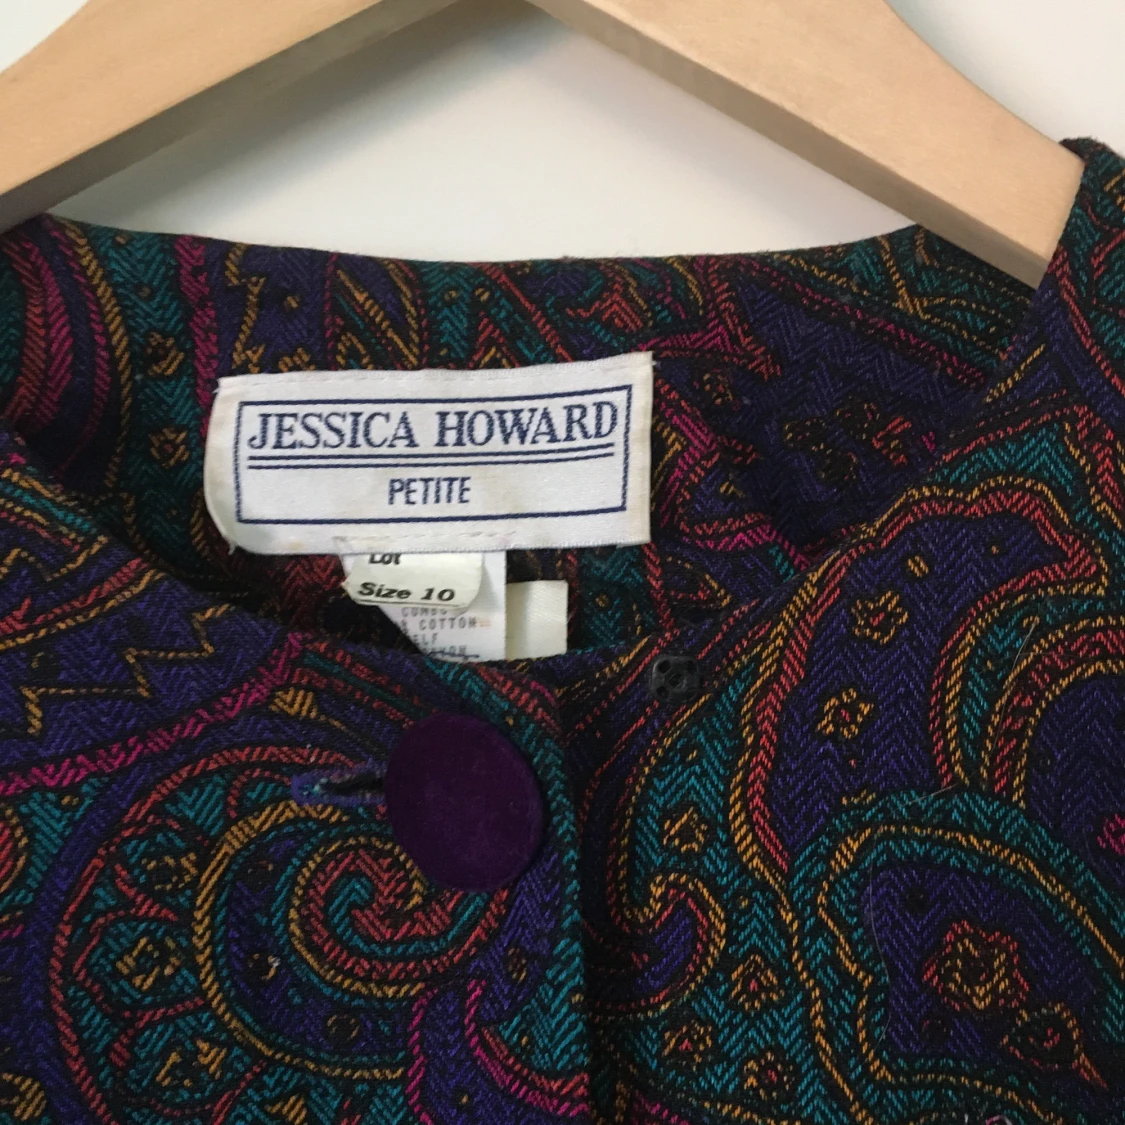 JESSICA HOWARD
PETITE
Lot
Size 10
COTTON